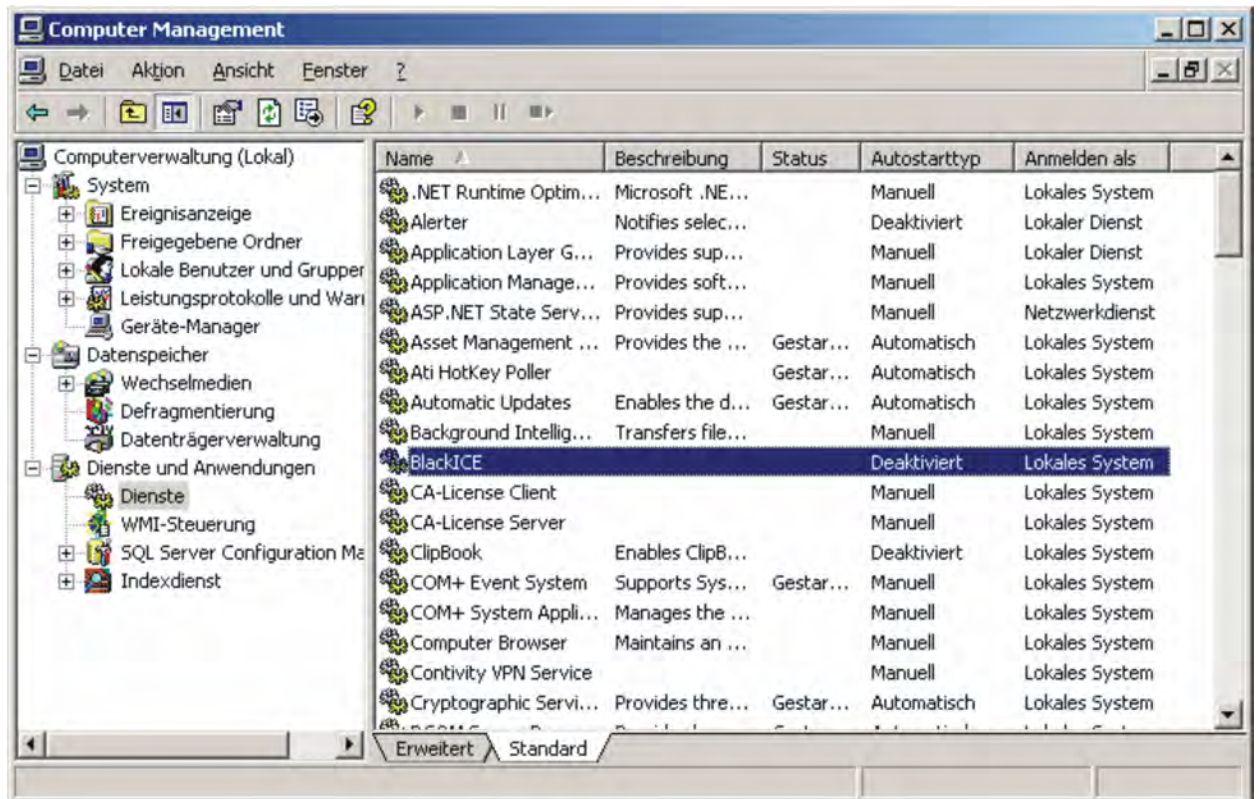 Computer Management
Datei Aktion Ansicht Fenster ?
Computerverwaltung (Lokal)
System
Ereignisanzeige
Freigegebene Ordner
Lokale Benutzer und Gruppen
Leistungsprotokolle und Warn
Geräte-Manager
Datenspeicher
Wechselmedien
Defragmentierung
Datenträgerverwaltung
Dienste und Anwendungen
Dienste
WMI-Steuerung
SQL Server Configuration Ma
Indexdienst
Name Beschreibung Status Autostarttyp Anmelden als
.NET Runtime Optim... Microsoft .NE... Manuell Lokales System
Alerter Notifies selec... Deaktiviert Lokaler Dienst
Application Layer G... Provides sup... Manuell Lokaler Dienst
Application Manage... Provides soft... Manuell Lokales System
ASP.NET State Serv... Provides sup... Manuell Netzwerkdienst
Asset Management ... Provides the ... Gestar... Automatisch Lokales System
Ati HotKey Poller Gestar... Automatisch Lokales System
Automatic Updates Enables the d... Gestar... Automatisch Lokales System
Background Intellig... Transfers file... Manuell Lokales System
BlackICE Deaktiviert Lokales System
CA-License Client Manuell Lokales System
CA-License Server Manuell Lokales System
ClipBook Enables ClipB... Deaktiviert Lokales System
COM+ Event System Supports Sys... Gestar... Manuell Lokales System
COM+ System Appli... Manages the ... Manuell Lokales System
Computer Browser Maintains an ... Manuell Lokales System
Contivity VPN Service Manuell Lokales System
Cryptographic Servi... Provides thre... Gestar... Automatisch Lokales System
Erweitert Standard